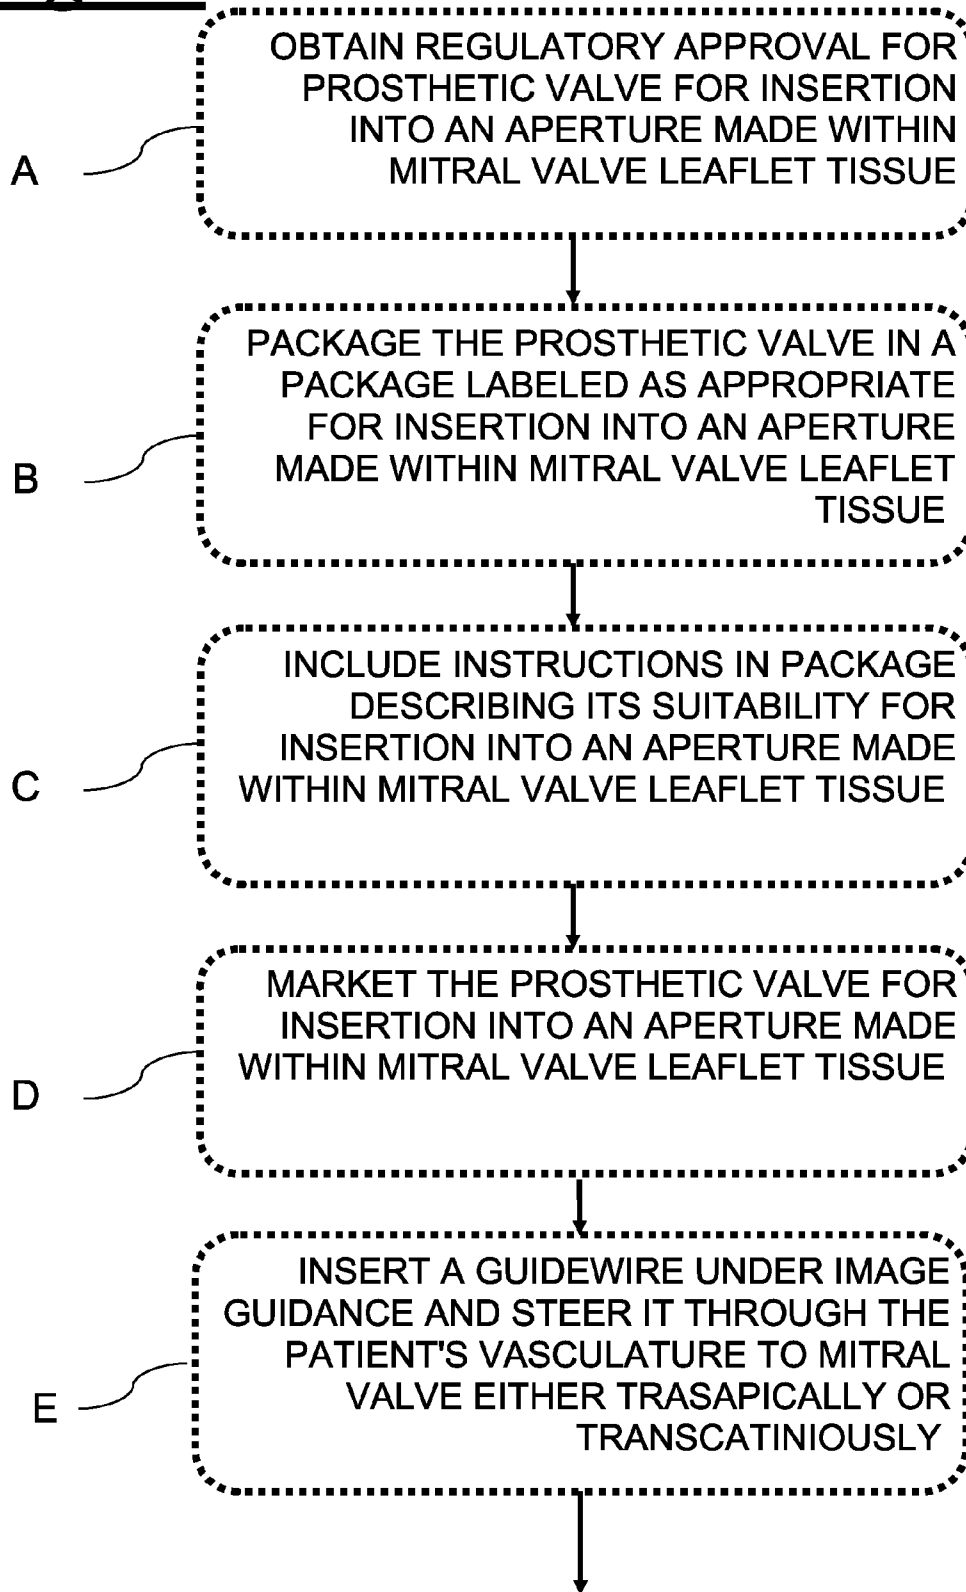 OBTAIN REGULATORY APPROVAL FOR
PROSTHETIC VALVE FOR INSERTION
INTO AN APERTURE MADE WITHIN
MITRAL VALVE LEAFLET TISSUE
A
PACKAGE THE PROSTHETIC VALVE IN A
PACKAGE LABELED AS APPROPRIATE
FOR INSERTION INTO AN APERTURE
MADE WITHIN MITRAL VALVE LEAFLET
TISSUE
B
INCLUDE INSTRUCTIONS IN PACKAGE
DESCRIBING ITS SUITABILITY FOR
INSERTION INTO AN APERTURE MADE
WITHIN MITRAL VALVE LEAFLET TISSUE
C
MARKET THE PROSTHETIC VALVE FOR
INSERTION INTO AN APERTURE MADE
WITHIN MITRAL VALVE LEAFLET TISSUE
D
INSERT A GUIDEWIRE UNDER IMAGE
GUIDANCE AND STEER IT THROUGH THE
PATIENT'S VASCULATURE TO MITRAL
VALVE EITHER TRASAPICALLY OR
TRANSCATINIOUSLY
E